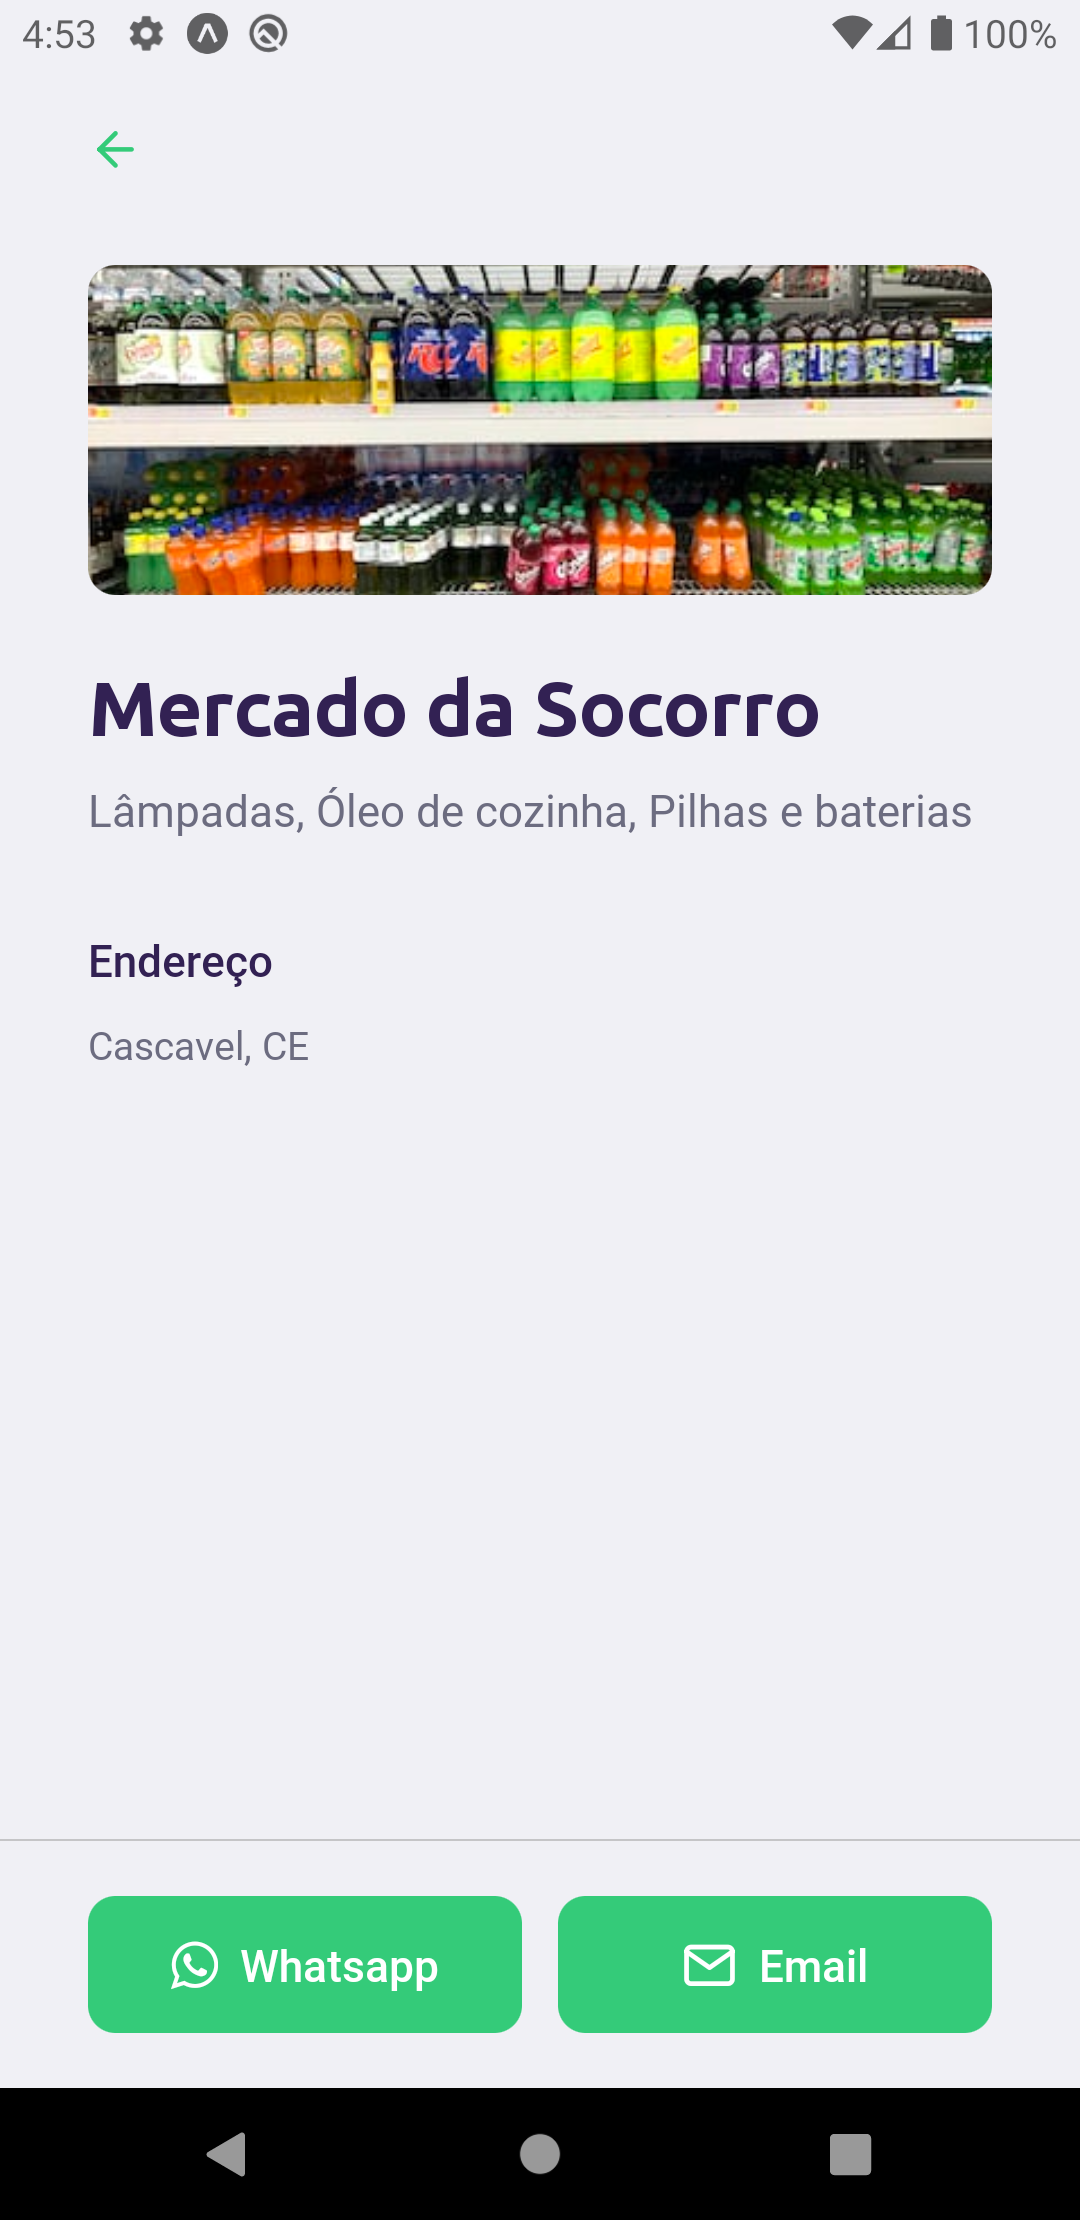 4:53
100%
Mercado da Socorro
Lâmpadas, Óleo de cozinha, Pilhas e baterias
Endereço
Cascavel, CE
Whatsapp
Email